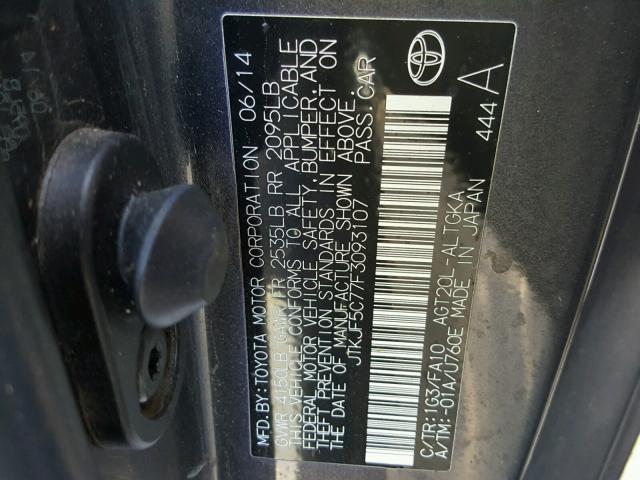 MFD.BY:TOYOTA MOTOR CORPORATION 06/14
GVWR 4150LB GAWR FR 2535LB RR 2095LB
THIS VEHICLE CONFORMS TO ALL APPLICABLE
FEDERAL MOTOR VEHICLE SAFETY,BUMPER,AND
THEFT PREVENTION STANDARDS IN EFFECT ON
THE DATE OF MANUFACTURE SHOWN ABOVE.
JTKJF5C77F3093107 PASS.CAR
C/TR:1G3/FA10 AGT20L-ALTGKA
A/TM:-01A/U760E MADE IN JAPAN
444 A